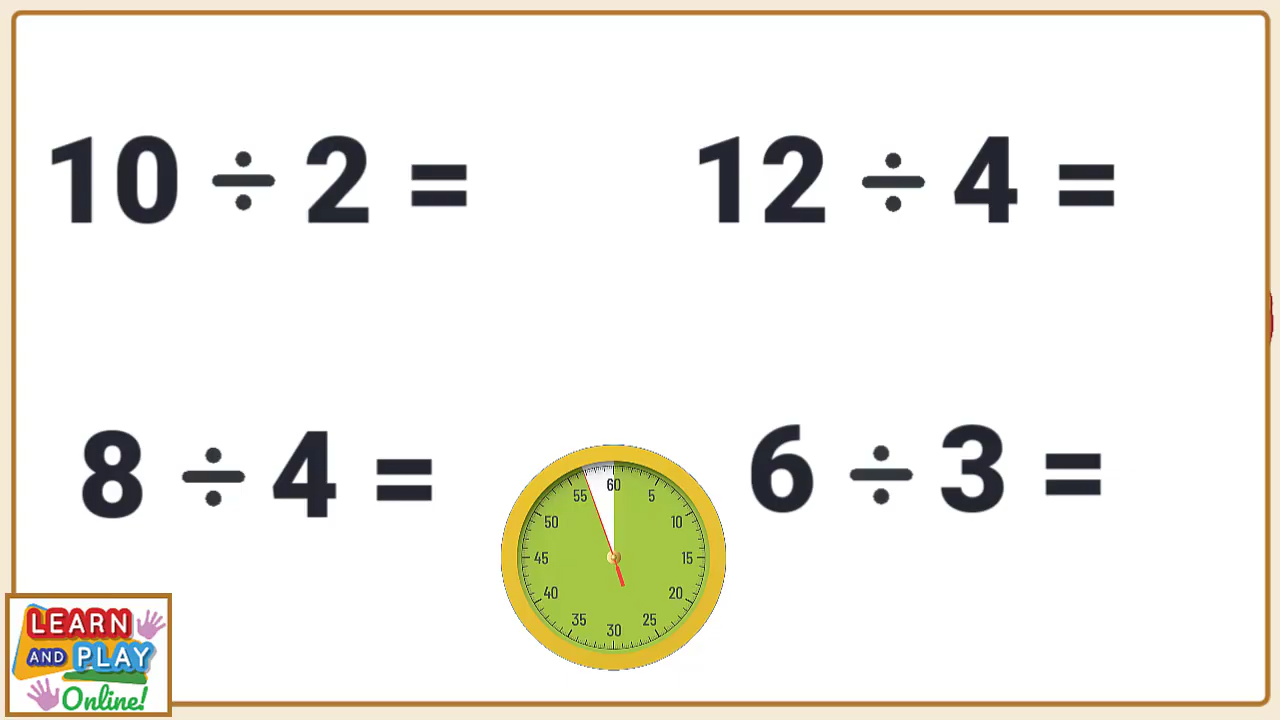 10 ÷ 2 =
12 ÷ 4 =
8 ÷ 4 =
6 ÷ 3 =
60
5
10
15
20
25
30
35
40
45
50
55
LEARN
AND PLAY
Online!